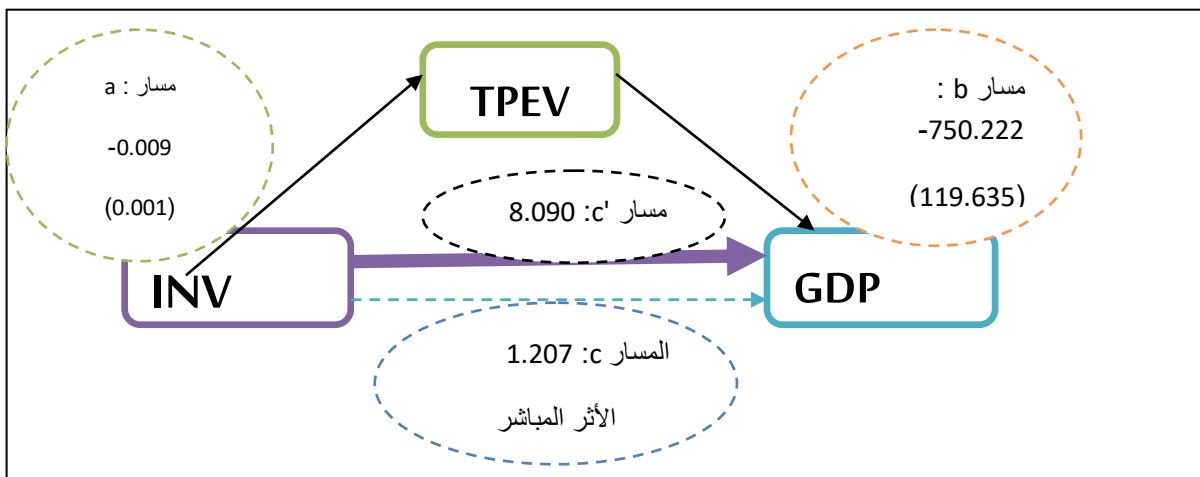 مسار : a
-0.009
(0.001)
TPEV
مسار b :
-750.222
(119.635)
مسار c': 8.090
INV
GDP
المسار c: 1.207
الأثر المباشر